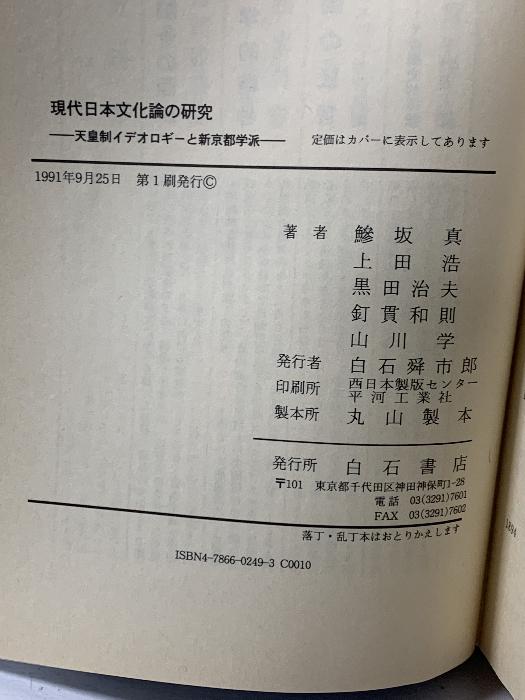 現代日本文化論の研究
――天皇制イデオロギーと新京都学派――　定価はカバーに表示してあります
1991年9月25日　第1刷発行©
著者　鰺坂　真
上田　浩
黒田治夫
釘貫和則
山川　学
発行者　白石舜市郎
印刷所　西日本製版センター
平河工業社
製本所　丸山製本
発行所　白石書店
〒101　東京都千代田区神田神保町1-28
電話　03(3291)7601
FAX　03(3291)7602
落丁・乱丁本はおとりかえします
ISBN4-7866-0249-3 C0010
1894